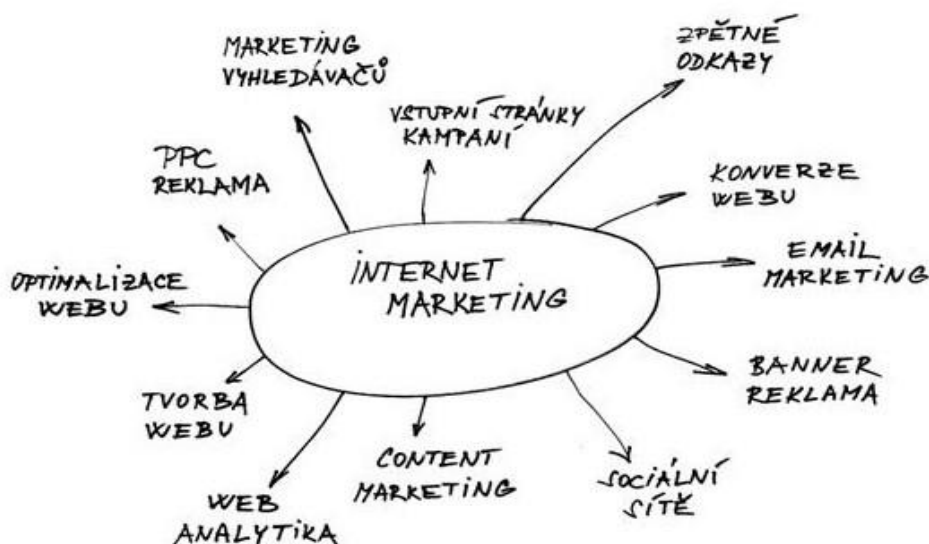 MARKETING
VYHLEDÁVAČŮ
ZPĚTNÉ
ODKAZY
VSTUPNÍ STRÁNKY
KAMPANÍ
PPC
REKLAMA
KONVERZE
WEBU
OPTIMALIZACE
WEBU
INTERNET
MARKETING
EMAIL
MARKETING
TVORBA
WEBU
BANNER
REKLAMA
CONTENT
MARKETING
SOCIÁLNÍ
SÍTĚ
WEB
ANALYTIKA